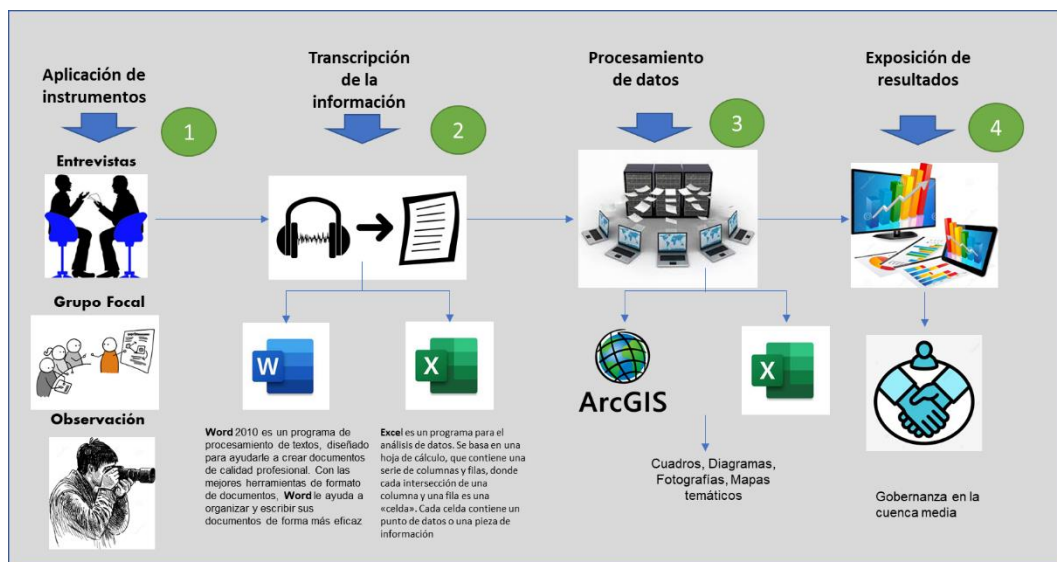 Aplicación de
instrumentos
1
Entrevistas
Grupo Focal
Observación
Transcripción
de la
información
2
W
X
Word 2010 es un programa de
procesamiento de textos, diseñado
para ayudarle a crear documentos
de calidad profesional. Con las
mejores herramientas de formato
de documentos, Word le ayuda a
organizar y escribir sus
documentos de forma más eficaz
Excel es un programa para el
análisis de datos. Se basa en una
hoja de cálculo, que contiene una
serie de columnas y filas, donde
cada intersección de una
columna y una fila es una
«celda». Cada celda contiene un
punto de datos o una pieza de
información
Procesamiento
de datos
3
ArcGIS
X
Cuadros, Diagramas,
Fotografías, Mapas
temáticos
Exposición de
resultados
4
Gobernanza en la
cuenca media